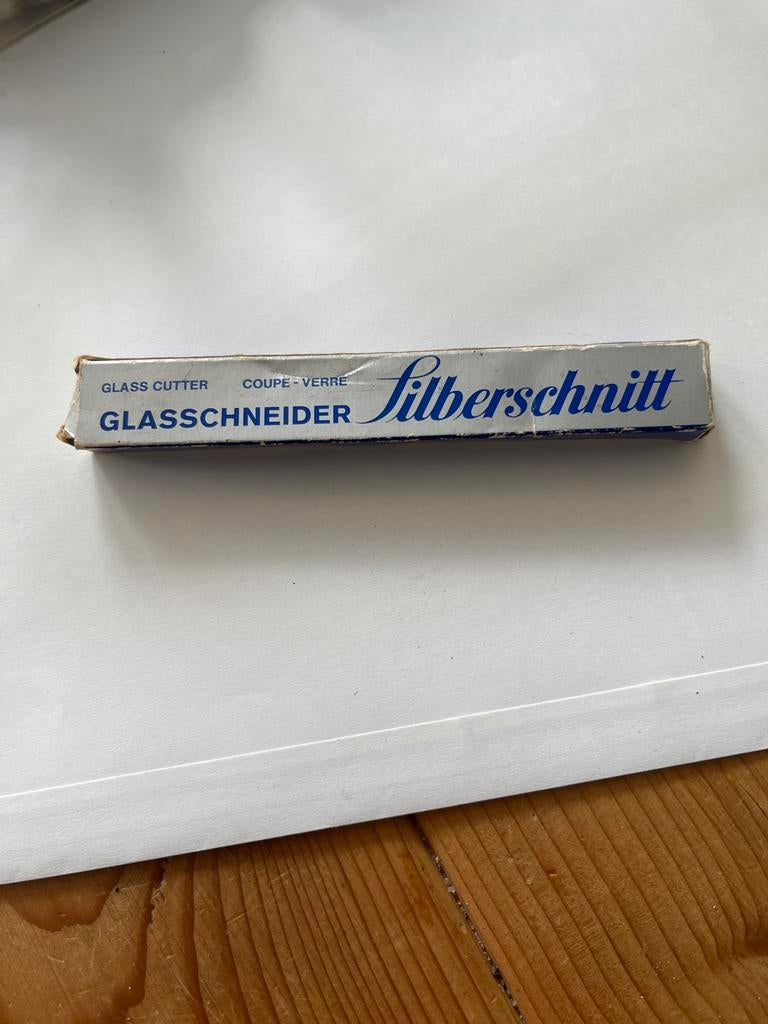 GLASS CUTTER COUPE - VERRE
GLASSCHNEIDER Silberschnitt